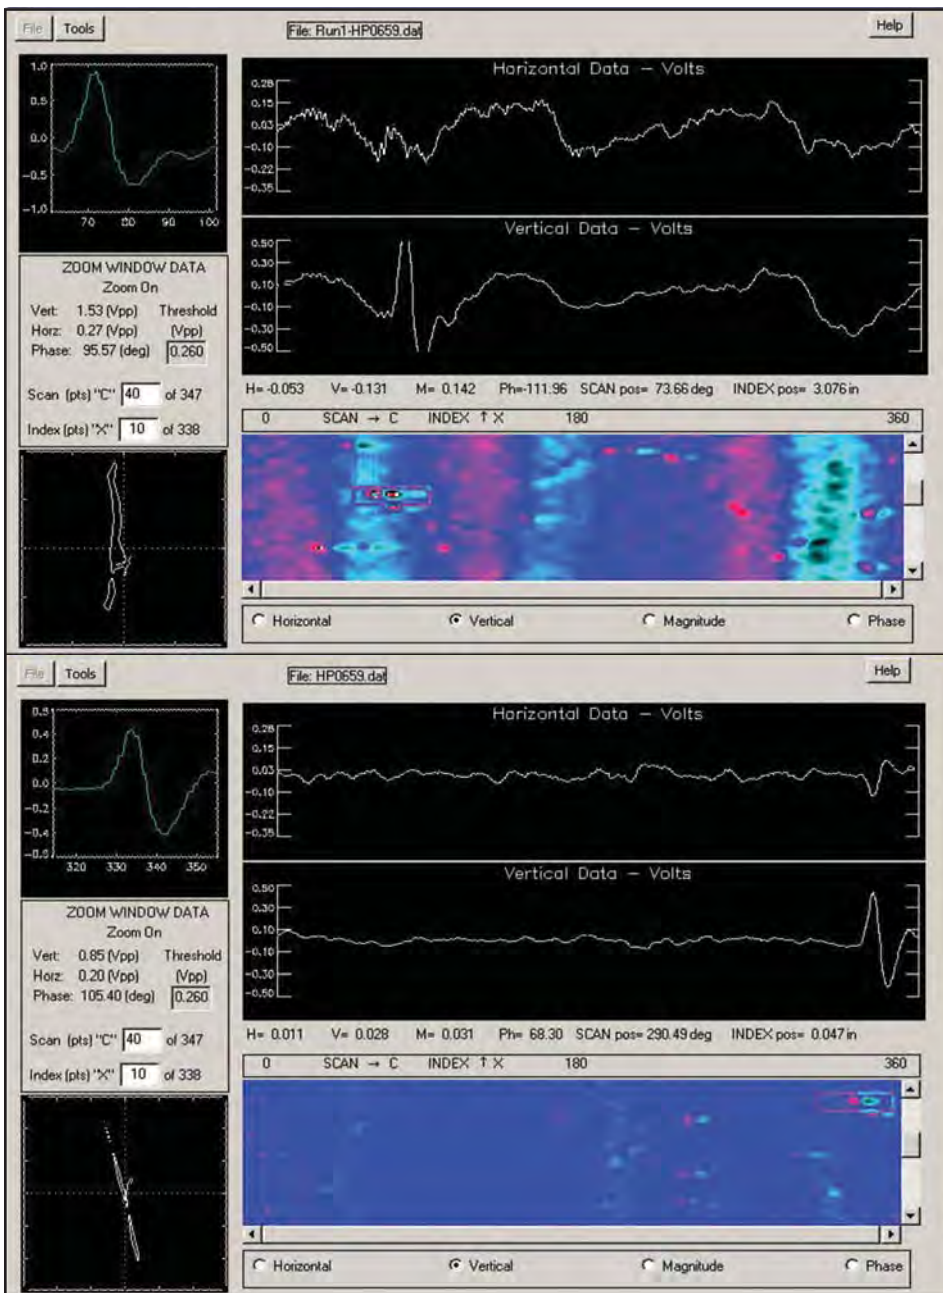 File Tools File: Run1-HP0659.dat Help
Horizontal Data – Volts
0.28
0.15
0.03
-0.10
-0.22
-0.35
1.0
0.5
0.0
-0.5
-1.0
70 80 90 100
Vertical Data – Volts
0.50
0.30
0.10
-0.10
-0.30
-0.50
ZOOM WINDOW DATA
Zoom On
Vert: 1.53 (Vpp) Threshold
Horz: 0.27 (Vpp) (Vpp)
Phase: 95.57 (deg) 0.260
Scan (pts) "C" 40 of 347
Index (pts) "X" 10 of 338
H= -0.053 V= -0.131 M= 0.142 Ph=-111.96 SCAN pos= 73.66 deg INDEX pos= 3.076 in
0 SCAN → C INDEX ↑ X 180 360
Horizontal Vertical Magnitude Phase
File Tools File: HP0659.dat Help
Horizontal Data – Volts
0.28
0.15
0.03
-0.10
-0.22
-0.35
0.4
0.2
0.0
-0.2
-0.4
320 330 340 350
Vertical Data – Volts
0.50
0.30
0.10
-0.10
-0.30
-0.50
ZOOM WINDOW DATA
Zoom On
Vert: 0.85 (Vpp) Threshold
Horz: 0.20 (Vpp) (Vpp)
Phase: 105.40 (deg) 0.260
Scan (pts) "C" 40 of 347
Index (pts) "X" 10 of 338
H= 0.011 V= 0.028 M= 0.031 Ph= 68.30 SCAN pos= 290.49 deg INDEX pos= 0.047 in
0 SCAN → C INDEX ↑ X 180 360
Horizontal Vertical Magnitude Phase